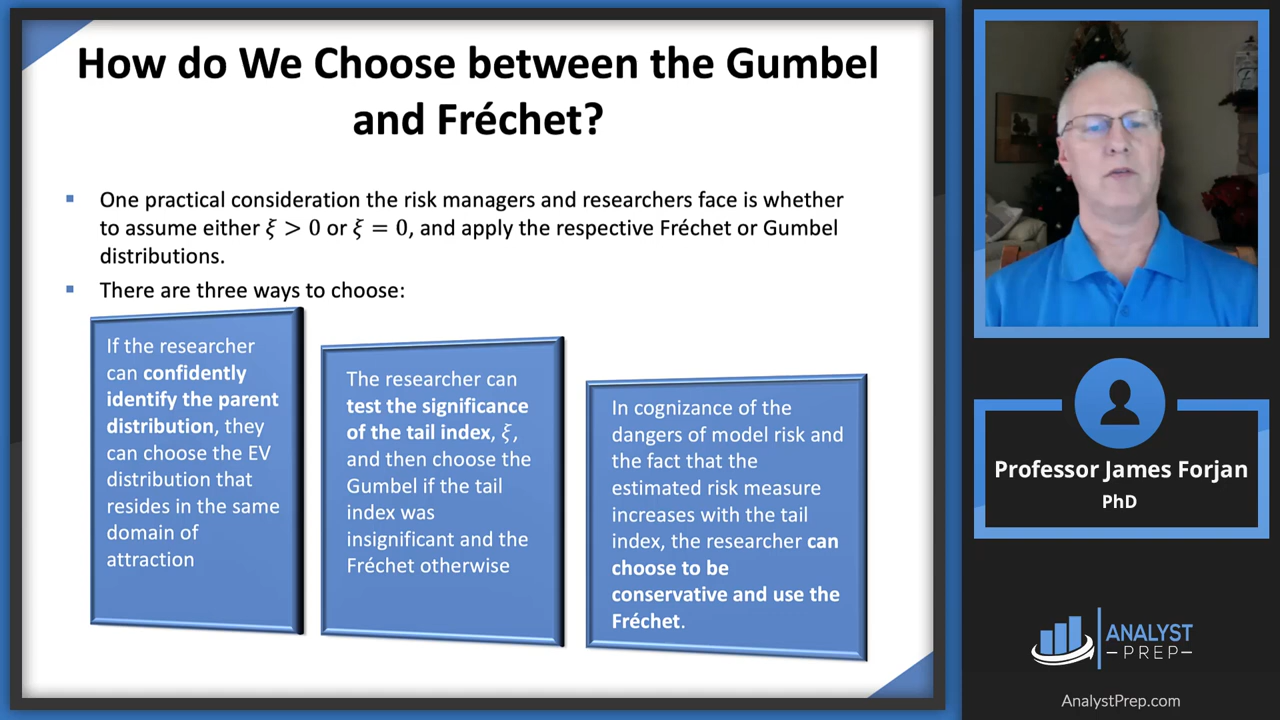 How do We Choose between the Gumbel
and Fréchet?
One practical consideration the risk managers and researchers face is whether
to assume either ξ > 0 or ξ = 0, and apply the respective Fréchet or Gumbel
distributions.
There are three ways to choose:
If the researcher
can confidently
identify the parent
distribution, they
can choose the EV
distribution that
resides in the same
domain of
attraction
The researcher can
test the significance
of the tail index, ξ,
and then choose the
Gumbel if the tail
index was
insignificant and the
Fréchet otherwise
In cognizance of the
dangers of model risk and
the fact that the
estimated risk measure
increases with the tail
index, the researcher can
choose to be
conservative and use the
Fréchet.
Professor James Forjan
PhD
ANALYST
PREP
AnalystPrep.com